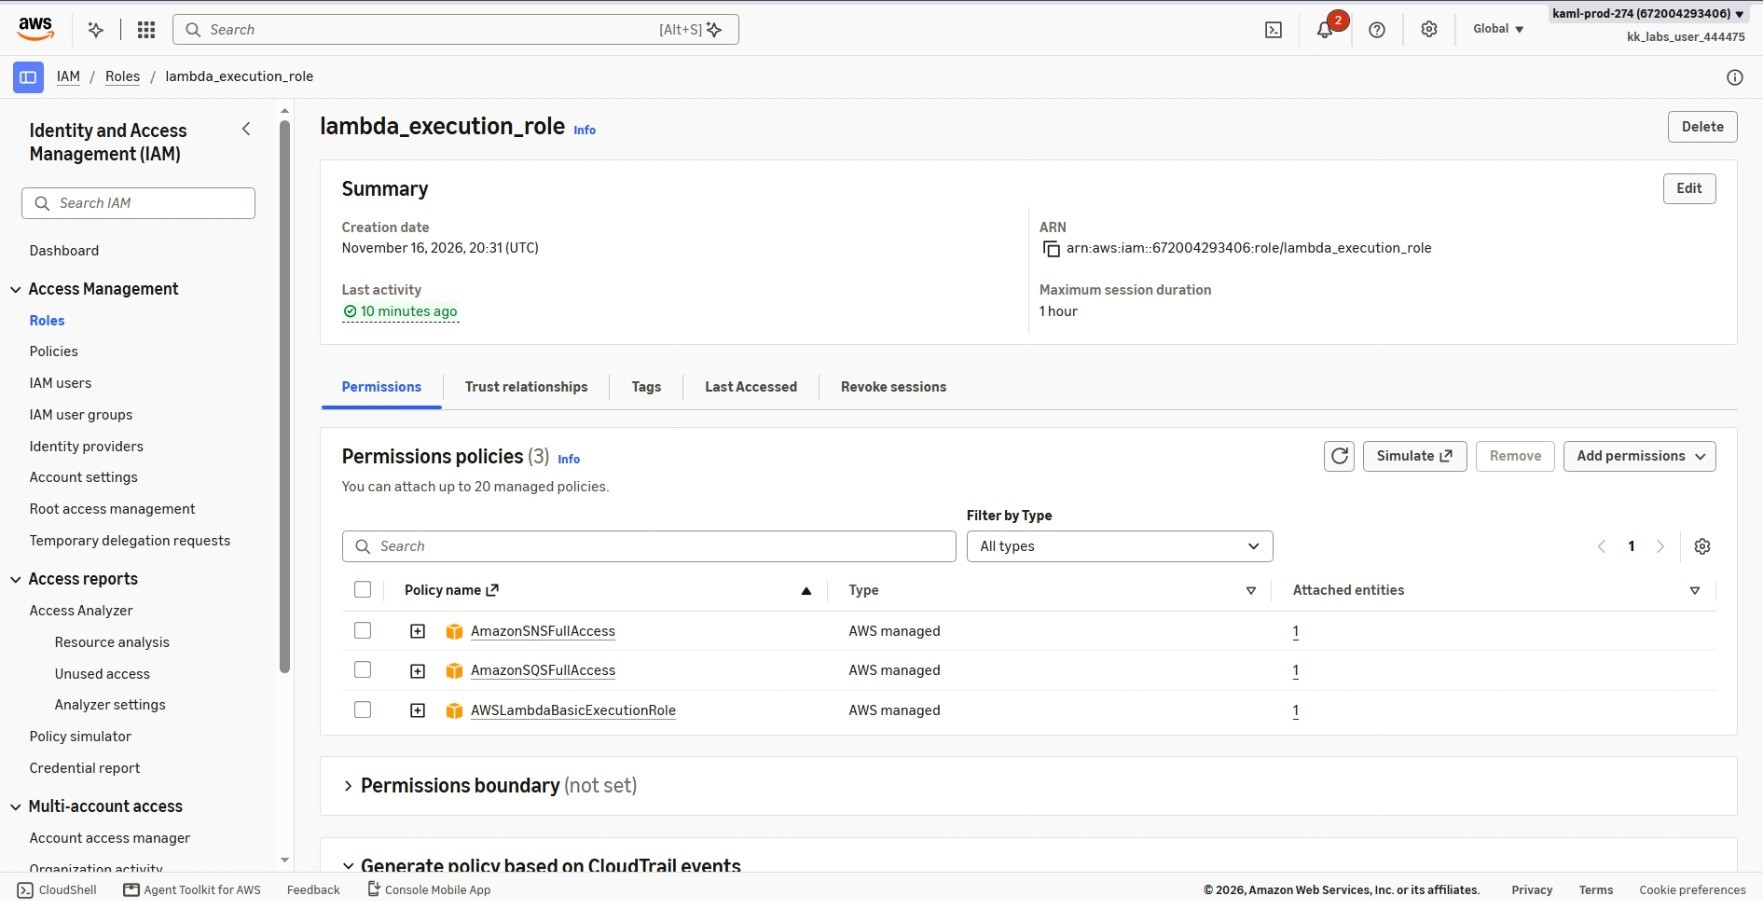 aws
Search
[Alt+S]
2
Global
kaml-prod-274 (672004293406)
kk_labs_user_444475
IAM / Roles / lambda_execution_role
Identity and Access
Management (IAM)
Search IAM
Dashboard
Access Management
Roles
Policies
IAM users
IAM user groups
Identity providers
Account settings
Root access management
Temporary delegation requests
Access reports
Access Analyzer
Resource analysis
Unused access
Analyzer settings
Policy simulator
Credential report
Multi-account access
Account access manager
Organization activity
lambda_execution_role Info
Delete
Summary
Edit
Creation date
November 16, 2026, 20:31 (UTC)
ARN
arn:aws:iam::672004293406:role/lambda_execution_role
Last activity
10 minutes ago
Maximum session duration
1 hour
Permissions
Trust relationships
Tags
Last Accessed
Revoke sessions
Permissions policies (3) Info
Simulate
Remove
Add permissions
You can attach up to 20 managed policies.
Filter by Type
Search
All types
1
Policy name
Type
Attached entities
AmazonSNSFullAccess
AWS managed
1
AmazonSQSFullAccess
AWS managed
1
AWSLambdaBasicExecutionRole
AWS managed
1
Permissions boundary (not set)
Generate policy based on CloudTrail events
CloudShell
Agent Toolkit for AWS
Feedback
Console Mobile App
© 2026, Amazon Web Services, Inc. or its affiliates.
Privacy
Terms
Cookie preferences